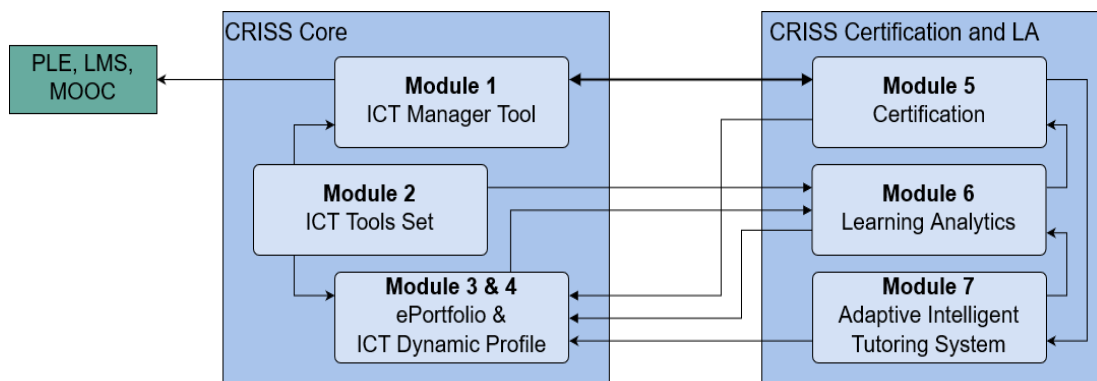 CRISS Core
PLE, LMS,
MOOC
Module 1
ICT Manager Tool
Module 2
ICT Tools Set
Module 3 & 4
ePortfolio &
ICT Dynamic Profile
CRISS Certification and LA
Module 5
Certification
Module 6
Learning Analytics
Module 7
Adaptive Intelligent
Tutoring System